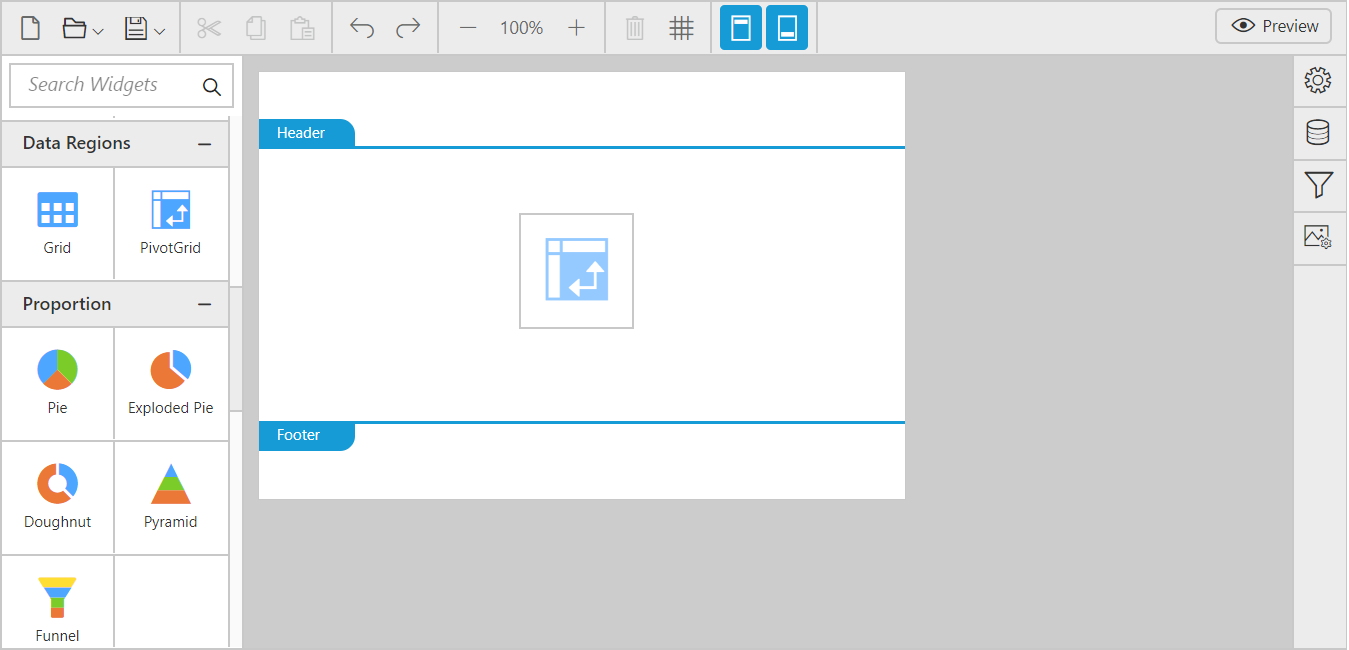 100%
Preview
Search Widgets
Data Regions
Grid
PivotGrid
Proportion
Pie
Exploded Pie
Doughnut
Pyramid
Funnel
Header
Footer